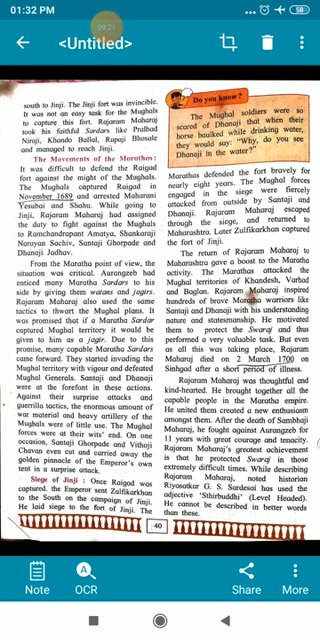 01:32 PM
58
09:21
<Untitled>
south to Jinji. The Jinji fort was invincible.
It was not an easy task for the Mughals
to capture this fort. Rajaram Maharaj
took his faithful Sardars like Pralhad
Niraji, Khando Ballal, Rupaji Bhosale
and managed to reach Jinji.
The Movements of the Marathas :
It was difficult to defend the Raigad
fort against the might of the Mughals.
The Mughals captured Raigad in
November 1689 and arrested Maharani
Yesubai and Shahu. While going to
Jinji, Rajaram Maharaj had assigned
the duty to fight against the Mughals
to Ramchandrapant Amatya, Shankaraji
Narayan Sachiv, Santaji Ghorpade and
Dhanaji Jadhav.
From the Maratha point of view, the
situation was critical. Aurangzeb had
enticed many Maratha Sardars to his
side by giving them watans and jagirs.
Rajaram Maharaj also used the same
tactics to thwart the Mughal plans. It
was promised that if a Maratha Sardar
captured Mughal territory it would
be given to him as a jagir. Due to this
promise, many capable Maratha Sardars
came forward. They started invading
the Mughal territory with vigour and defeated
Mughal Generals. Santaji and Dhanaji
were at the forefront in these actions.
Against their surprise attacks and
guerrilla tactics, the enormous amount of
war material and heavy artillery of the
Mughals were of little use. The Mughal
forces were at their wits' end. On one
occasion, Santaji Ghorpade and Vithoji
Chavan even cut and carried away the
golden pinnacle of the Emperor's own
tent in a surprise attack.
Siege of Jinji : Once Raigad was
captured. the Emperor sent Zulfikarkhan
to the South on the campaign of Jinji.
He laid siege to the fort of Jinji. The
Do you know ?
The Mughal soldiers were so
scared of Dhanaji that when their
horse baulked while drinking water,
they would say: "Why, do you see
Dhanaji in the water?"
Marathas defended the fort bravely for
nearly eight years. The Mughal forces
engaged in the siege were fiercely
attacked from outside by Santaji and
Dhanaji. Rajaram Maharaj escaped
through the siege, and returned to
Maharashtra. Later Zulfikarkhan captured
the fort of Jinji.
The return of Rajaram Maharaj to
Maharashtra gave a boost to the Maratha
activity. The Marathas attacked the
Mughal territories of Khandesh, Varhad
and Baglan. Rajaram Maharaj inspired
hundreds of brave Maratha warriors like
Santaji and Dhanaji with his understanding
nature and statesmanship. He motivated
them to protect the Swaraj and thus
performed a very valuable task. But even
as all this was taking place, Rajaram
Maharaj died on 2 March 1700 on
Sinhgad after a short period of illness.
Rajaram Maharaj was thoughtful and
kindhearted. He brought together all the
capable people in the Maratha empire.
He united them created a new enthusiasm
amongst them. After the death of Sambhaji
Maharaj, he fought against Aurangzeb for
11 years with great courage and tenacity.
Rajaram Maharaj's greatest achievement
is that he protected Swaraj in those
extremely difficult times. While describing
Rajaram Maharaj, noted historian
Riyasatkar G. S. Sardesai has used the
adjective 'Sthirbuddhi' (Level Headed).
He cannot be described in better words
than these.
40
Note
OCR
Share
More